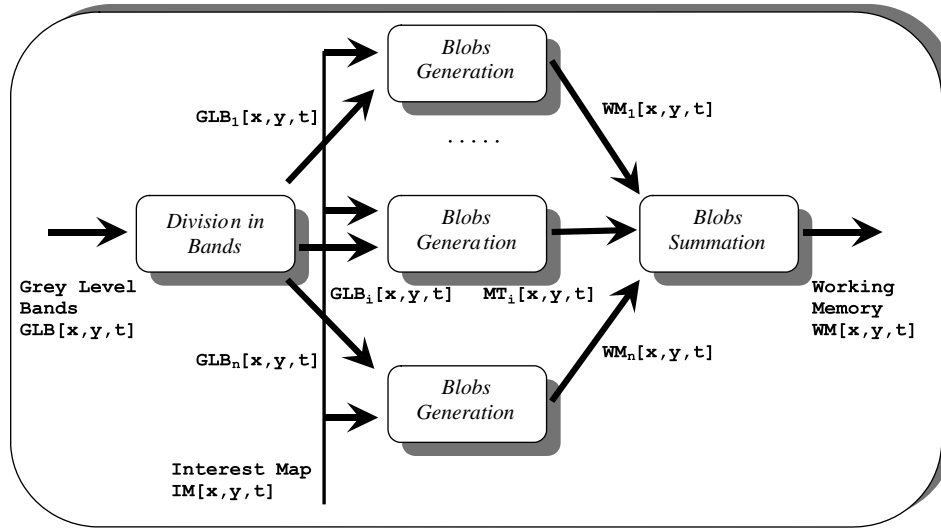 Blobs
Generation
GLB₁[x,y,t]
WM₁[x,y,t]
.....
Division in
Bands
Blobs
Generation
Blobs
Summation
Grey Level
Bands
GLB[x,y,t]
GLBᵢ[x,y,t]
MTᵢ[x,y,t]
Working
Memory
WM[x,y,t]
GLBₙ[x,y,t]
WMₙ[x,y,t]
Blobs
Generation
Interest Map
IM[x,y,t]